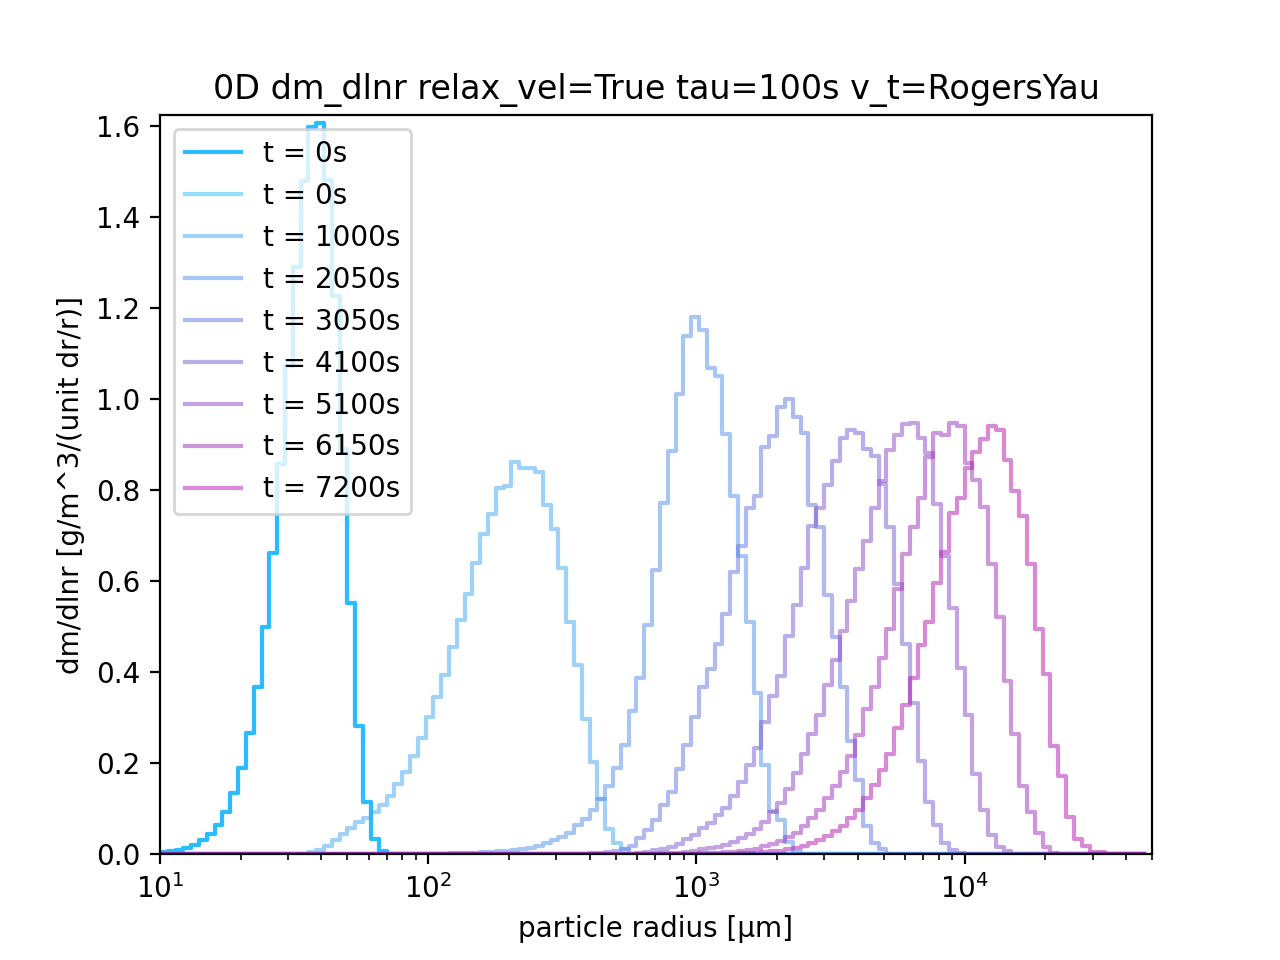 0D dm_dlnr relax_vel=True tau=100s v_t=RogersYau
dm/dlnr [g/m^3/(unit dr/r)]
1.6
1.4
1.2
1.0
0.8
0.6
0.4
0.2
0.0
t = 0s
t = 0s
t = 1000s
t = 2050s
t = 3050s
t = 4100s
t = 5100s
t = 6150s
t = 7200s
10¹ 10² 10³ 10⁴
particle radius [µm]